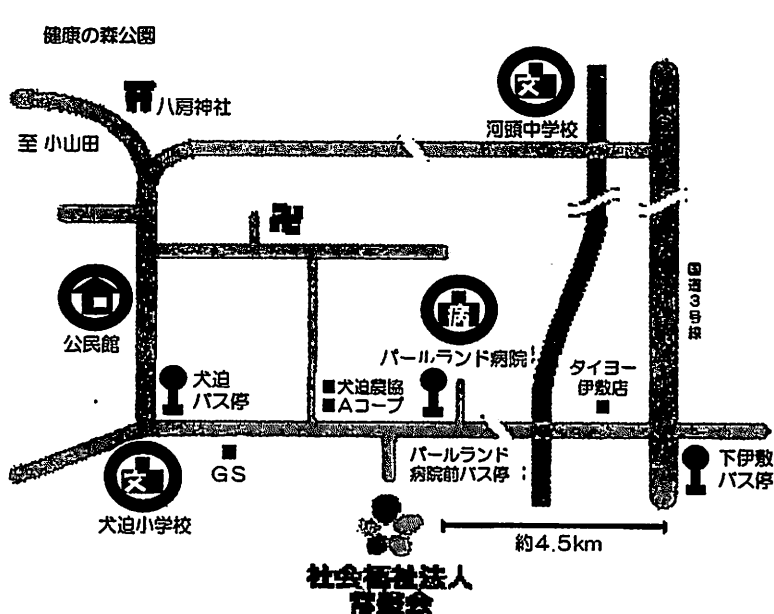 健康の森公園
八房神社
至 小山田
文
河頭中学校
国道3号線
公民館
病
パールランド病院
タイヨー
伊敷店
犬迫
バス停
■犬迫農協
■Aコープ
パールランド
病院前バス停
下伊敷
バス停
GS
文
犬迫小学校
約4.5km
社会福祉法人